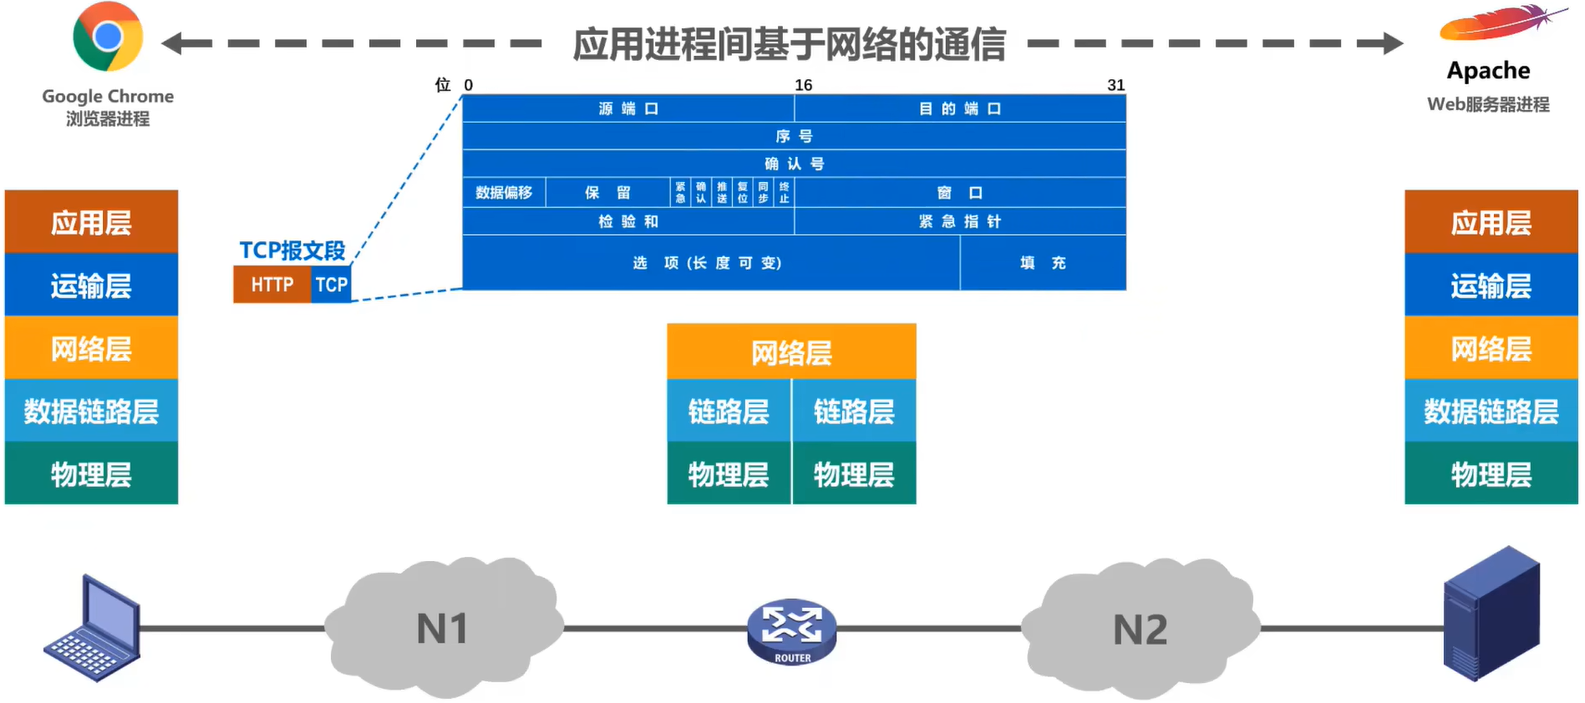 应用进程间基于网络的通信
Google Chrome
浏览器进程
Apache
Web服务器进程
位 0 16 31
源端口 目的端口
序号
确认号
数据偏移 保留 紧急 确认 推送 复位 同步 终止 窗口
检验和 紧急指针
选项(长度可变) 填充
TCP报文段
HTTP TCP
应用层
运输层
网络层
数据链路层
物理层
网络层
链路层 链路层
物理层 物理层
应用层
运输层
网络层
数据链路层
物理层
N1
ROUTER
N2